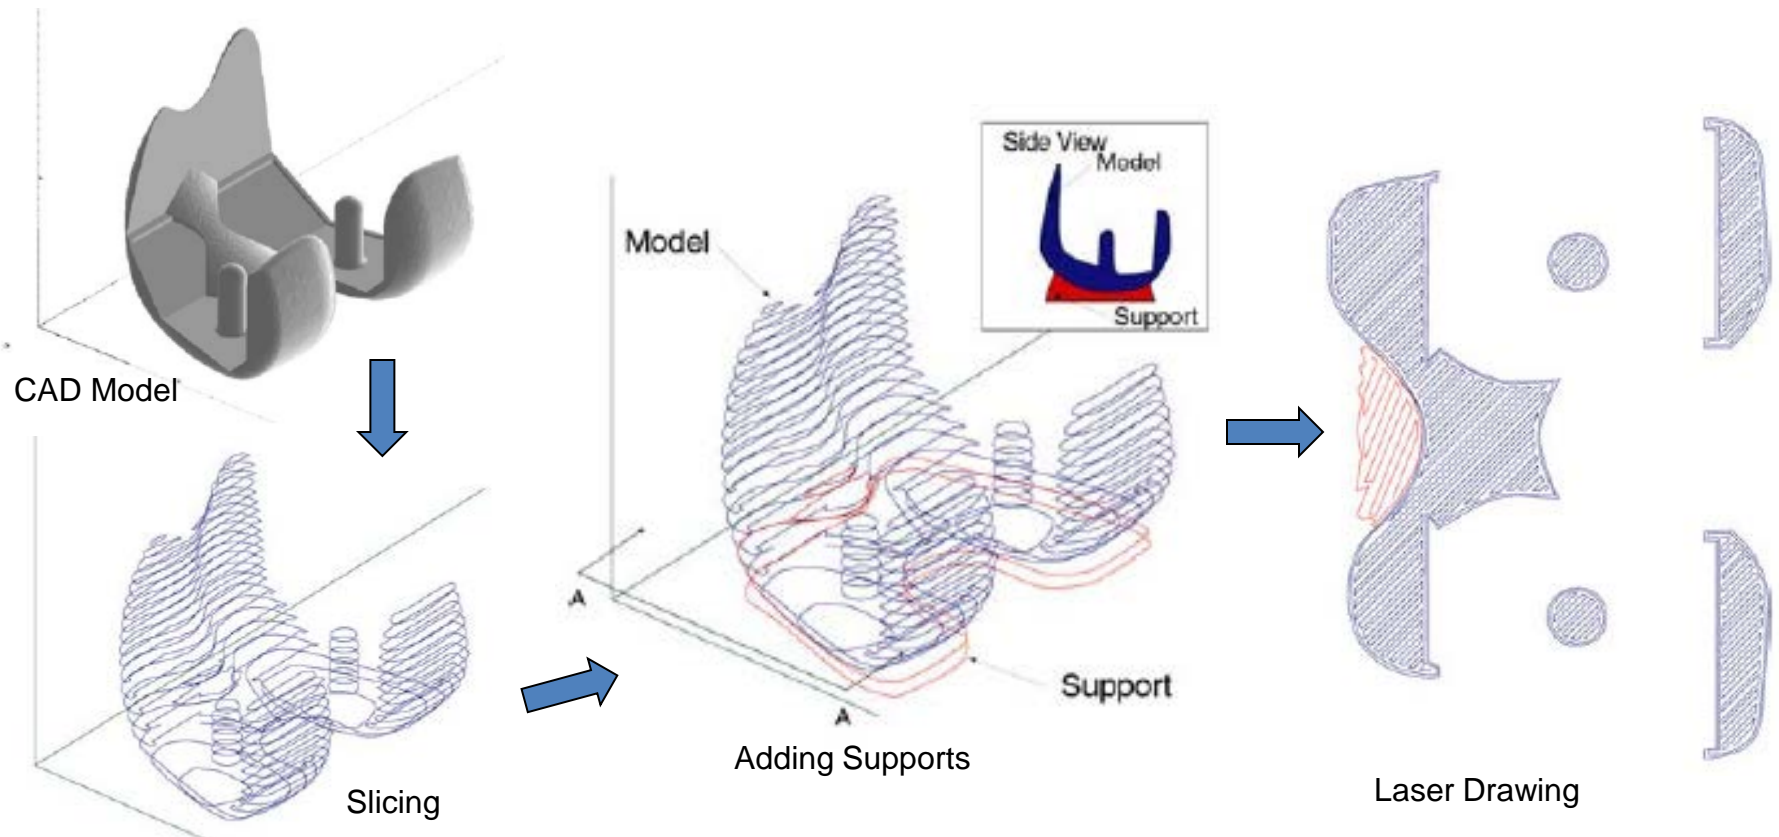 CAD Model
Slicing
Model
Side View
Model
Support
A
A
Support
Adding Supports
Laser Drawing